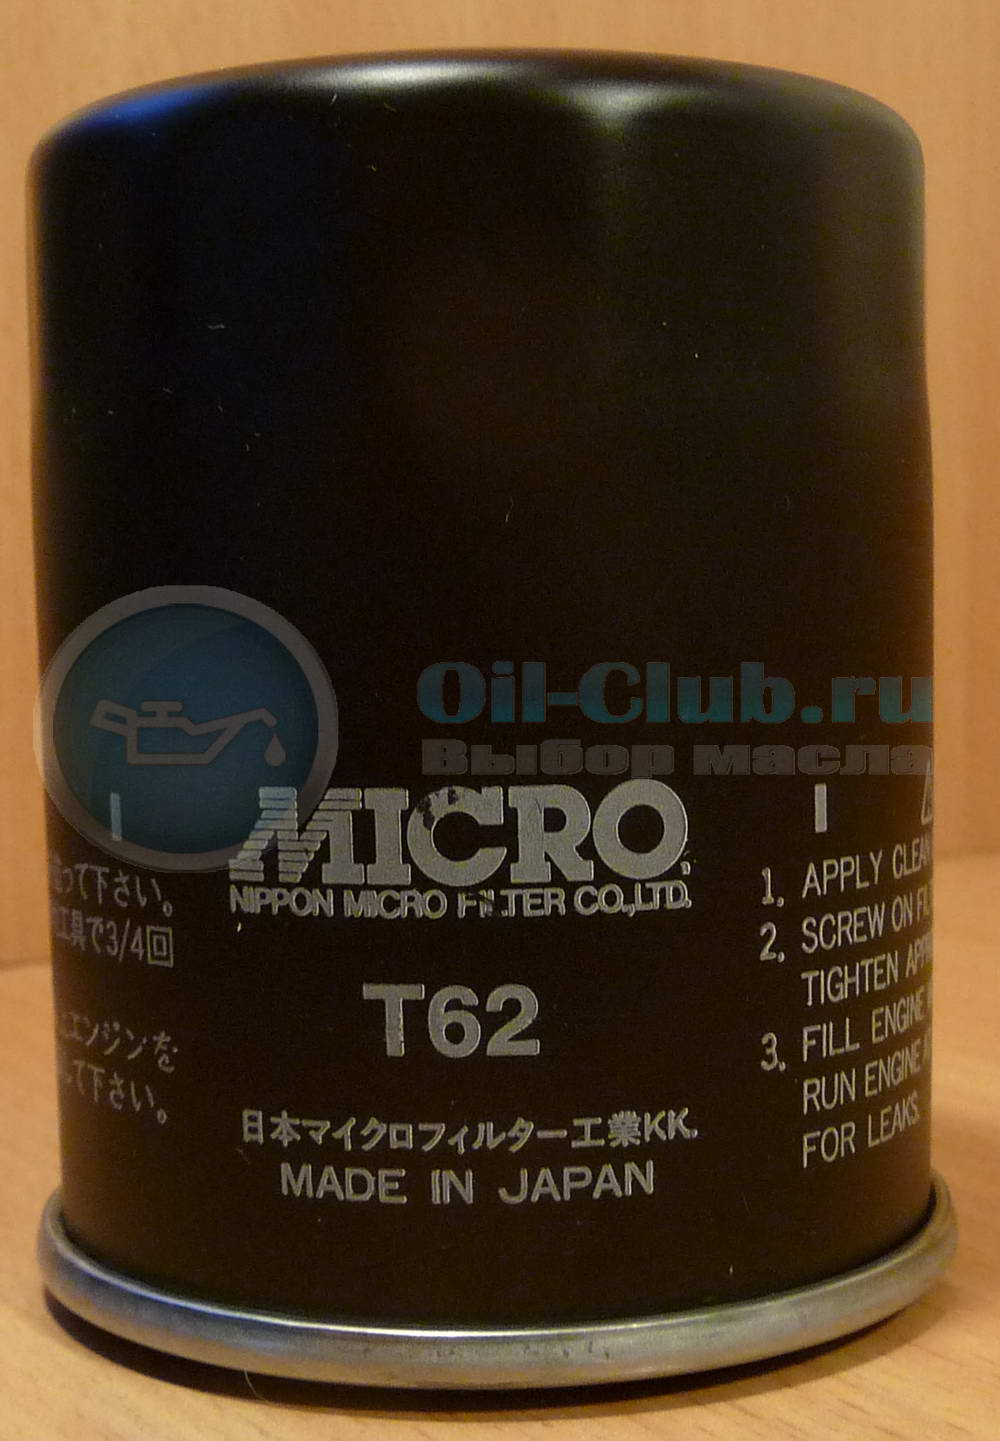 Oil-Club.ru
Выбор масла
MICRO
NIPPON MICRO FILTER CO.,LTD.
T62
日本マイクロフィルター工業KK.
MADE IN JAPAN
って下さい。
工具で3/4回
エンジンを
して下さい。
1. APPLY CLEAN
2. SCREW ON
TIGHTEN
3. FILL ENGINE
RUN ENGINE
FOR LEAKS.